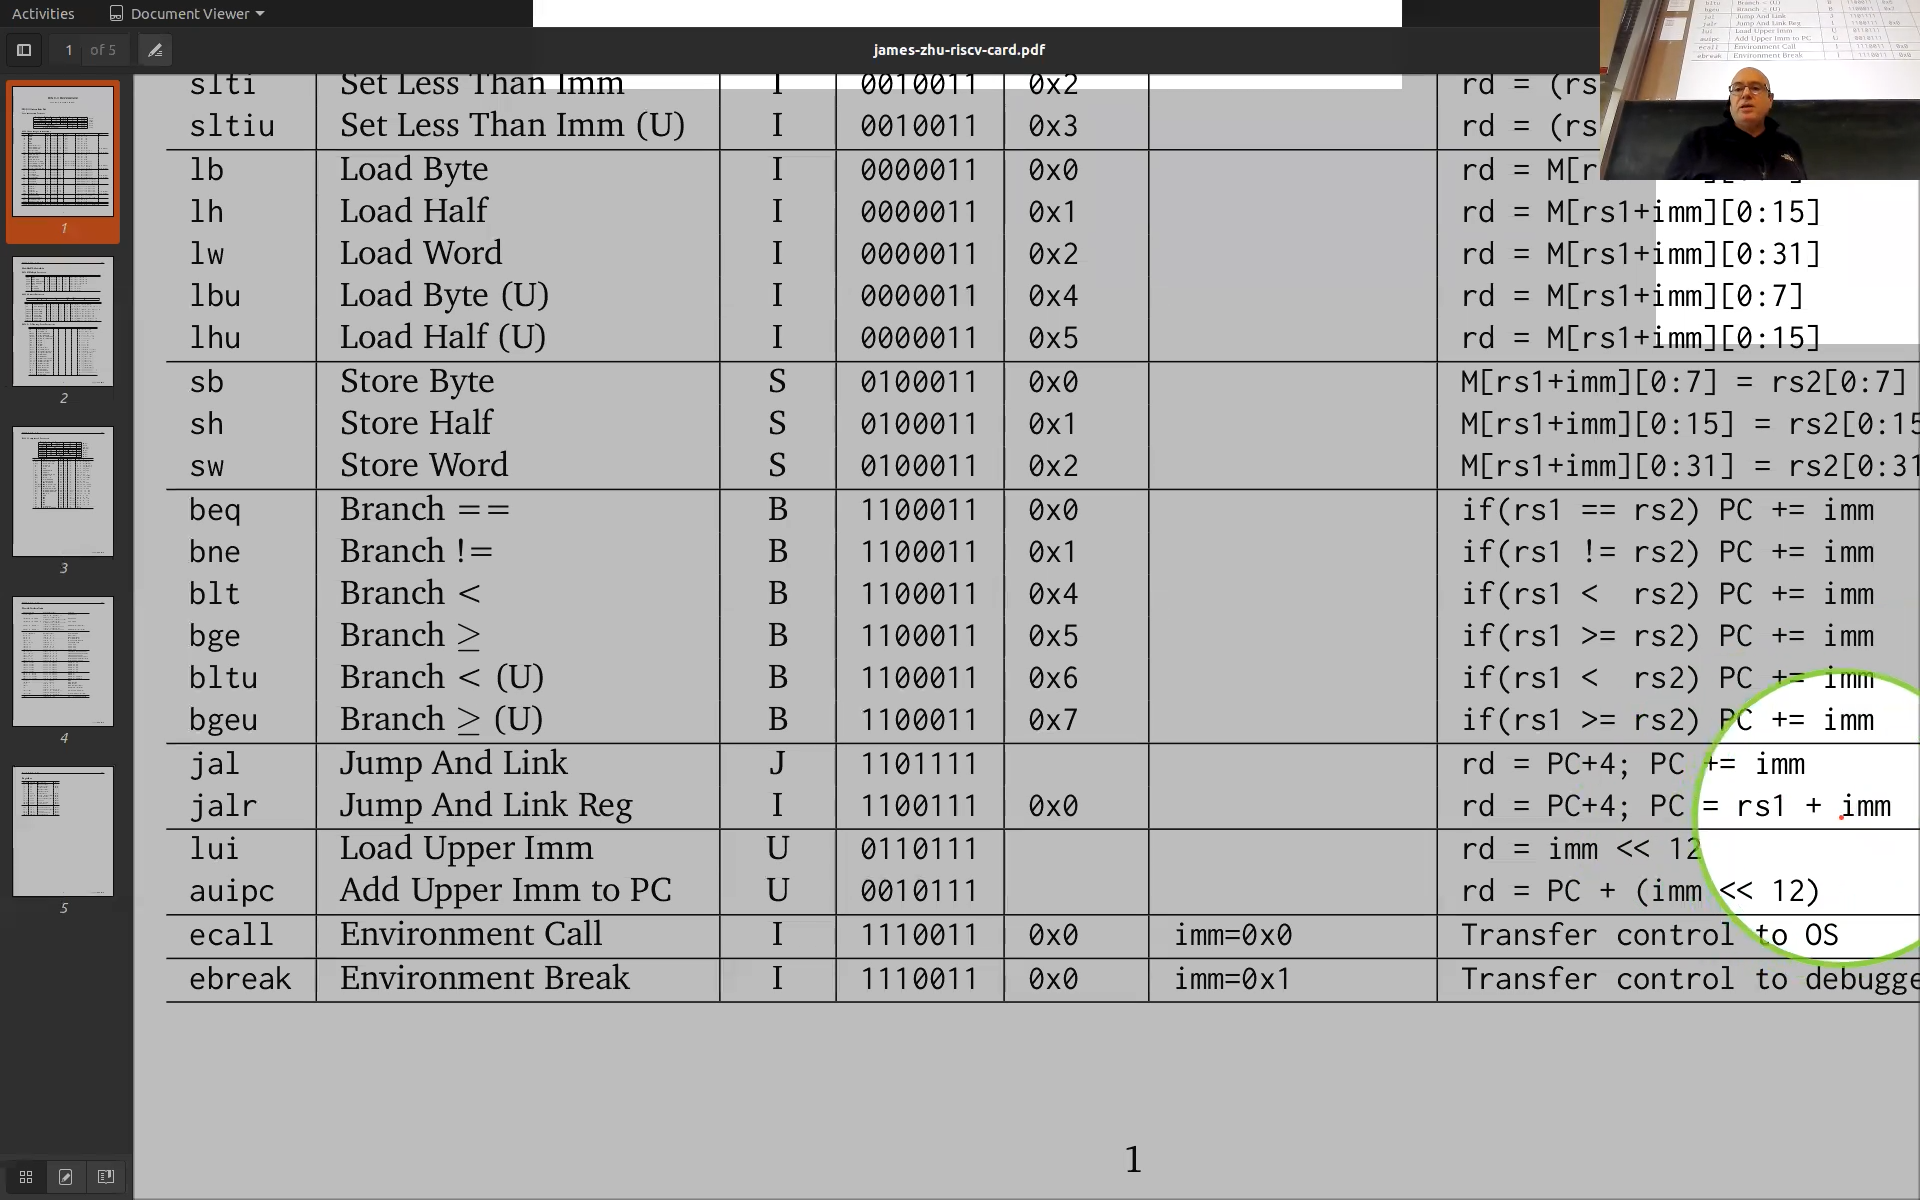 Activities Document Viewer
1 of 5
james-zhu-riscv-card.pdf
slti Set Less Than Imm I 0010011 0x2 rd = (rs
sltiu Set Less Than Imm (U) I 0010011 0x3 rd = (rs
lb Load Byte I 0000011 0x0 rd = M[r
lh Load Half I 0000011 0x1 rd = M[rs1+imm][0:15]
lw Load Word I 0000011 0x2 rd = M[rs1+imm][0:31]
lbu Load Byte (U) I 0000011 0x4 rd = M[rs1+imm][0:7]
lhu Load Half (U) I 0000011 0x5 rd = M[rs1+imm][0:15]
sb Store Byte S 0100011 0x0 M[rs1+imm][0:7] = rs2[0:7]
sh Store Half S 0100011 0x1 M[rs1+imm][0:15] = rs2[0:15
sw Store Word S 0100011 0x2 M[rs1+imm][0:31] = rs2[0:31
beq Branch == B 1100011 0x0 if(rs1 == rs2) PC += imm
bne Branch != B 1100011 0x1 if(rs1 != rs2) PC += imm
blt Branch < B 1100011 0x4 if(rs1 < rs2) PC += imm
bge Branch ≥ B 1100011 0x5 if(rs1 >= rs2) PC += imm
bltu Branch < (U) B 1100011 0x6 if(rs1 < rs2) PC += imm
bgeu Branch ≥ (U) B 1100011 0x7 if(rs1 >= rs2) PC += imm
jal Jump And Link J 1101111 rd = PC+4; PC += imm
jalr Jump And Link Reg I 1100111 0x0 rd = PC+4; PC = rs1 + imm
lui Load Upper Imm U 0110111 rd = imm << 12
auipc Add Upper Imm to PC U 0010111 rd = PC + (imm << 12)
ecall Environment Call I 1110011 0x0 imm=0x0 Transfer control to OS
ebreak Environment Break I 1110011 0x0 imm=0x1 Transfer control to debugge
1
1
2
3
4
5